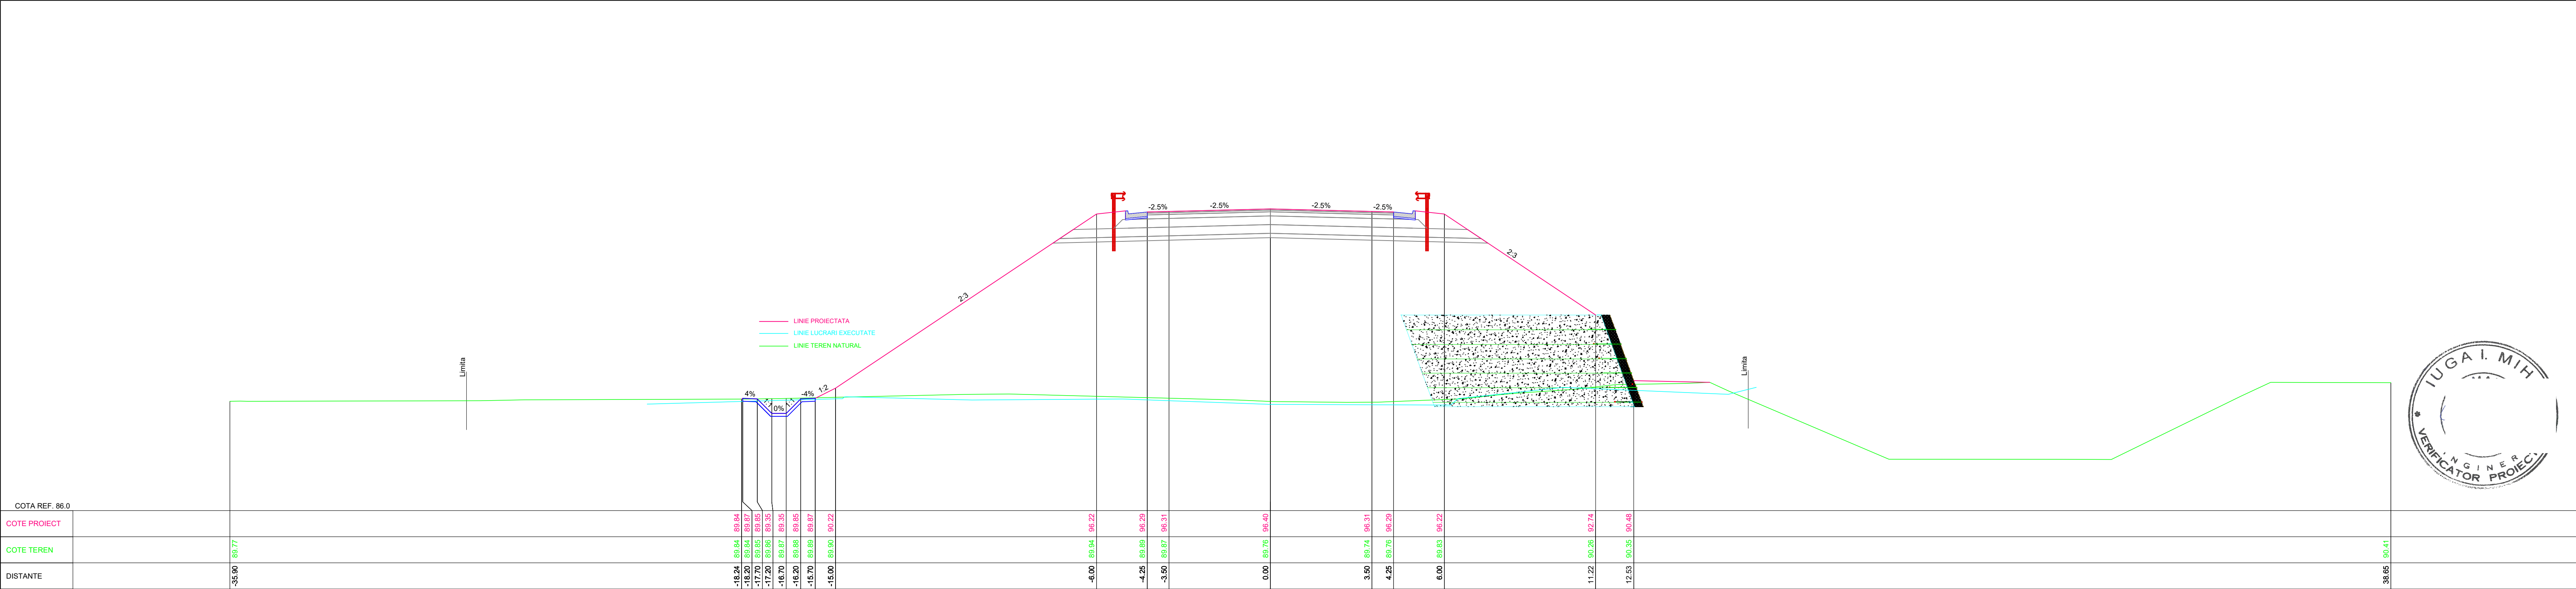 -2.5%
-2.5%
-2.5%
-2.5%
2:3
2:3
LINIE PROIECTATA
LINIE LUCRARI EXECUTATE
LINIE TEREN NATURAL
Limita
Limita
4%
1:1
0%
1:1
-4%
1:2
IUGA I. MIH
INGINER
* VERIFICATOR PROIEC
COTA REF. 86.0
COTE PROIECT 89.84 89.87 89.85 89.35 89.35 89.85 89.87 90.22 96.22 96.29 96.31 96.40 96.31 96.29 96.22 92.74 90.48
COTE TEREN 89.77 89.84 89.84 89.85 89.86 89.87 89.88 89.89 89.90 89.94 89.89 89.87 89.76 89.74 89.76 89.83 90.26 90.35 90.41
DISTANTE -35.90 -18.24 -18.20 -17.70 -17.20 -16.70 -16.20 -15.70 -15.00 -6.00 -4.25 -3.50 0.00 3.50 4.25 6.00 11.22 12.53 38.65